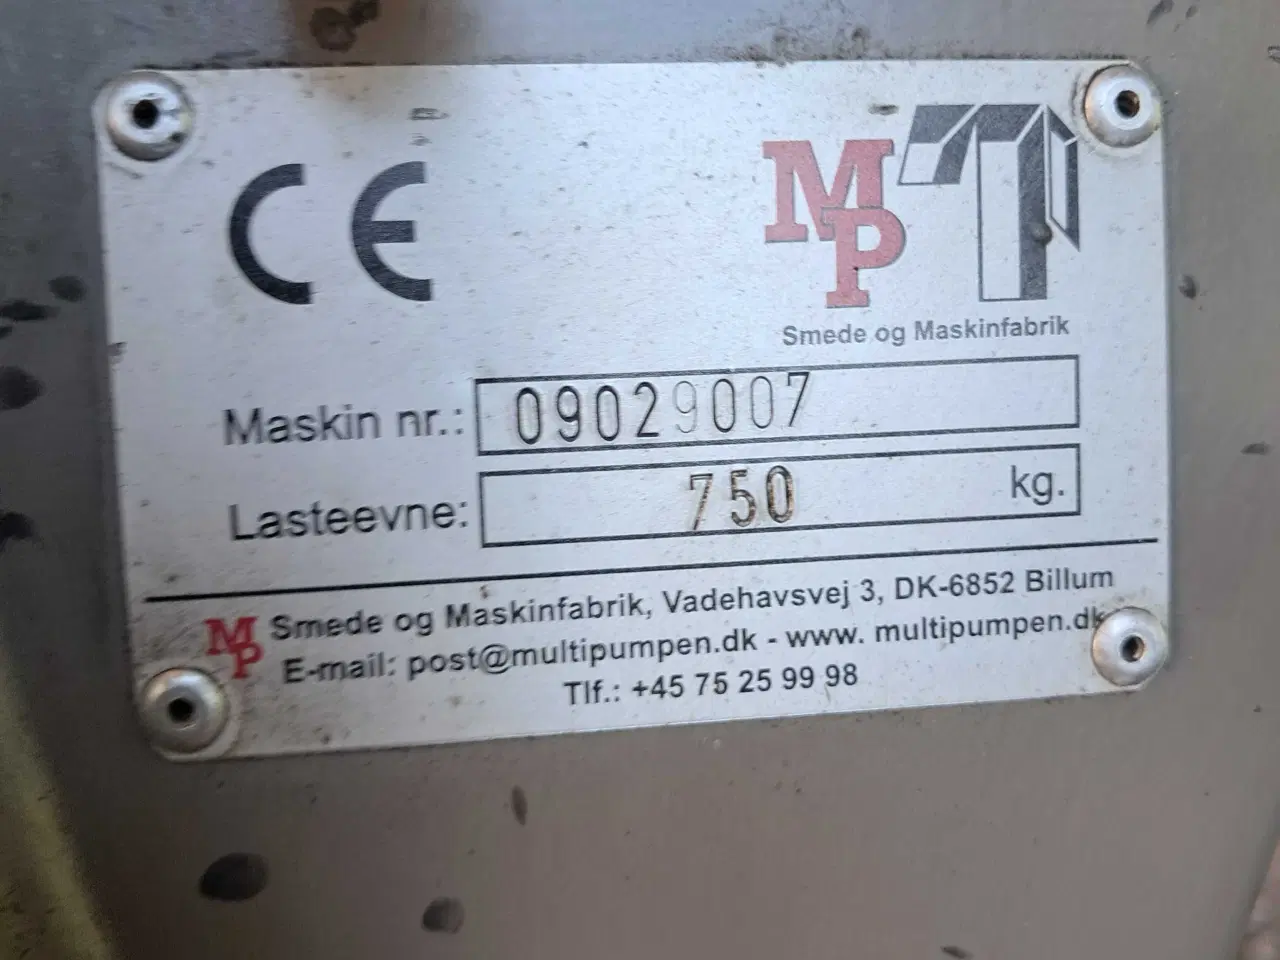 CE
MP
Smede og Maskinfabrik
Maskin nr.: 09029007
Lasteevne: 750 kg.
MP Smede og Maskinfabrik, Vadehavsvej 3, DK-6852 Billum
E-mail: post@multipumpen.dk - www. multipumpen.dk
Tlf.: +45 75 25 99 98